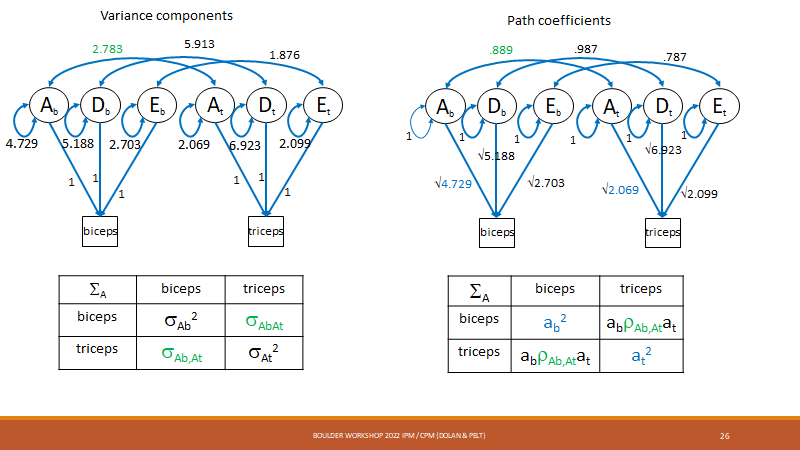 Variance components
Path coefficients
2.783
5.913
1.876
.889
.987
.787
Ab Db Eb At Dt Et
Ab Db Eb At Dt Et
4.729 5.188 2.703 2.069 6.923 2.099
1 1 1 1 1 1
1 1 1 1 1 1
√5.188 √6.923
√4.729 √2.703 √2.069 √2.099
biceps triceps
biceps triceps
ΣA biceps triceps
biceps σAb² σAbAt
triceps σAb,At σAt²
ΣA biceps triceps
biceps ab² abρAb,Atat
triceps abρAb,Atat at²
BOULDER WORKSHOP 2022 IPM / CPM (DOLAN & PELT)
26